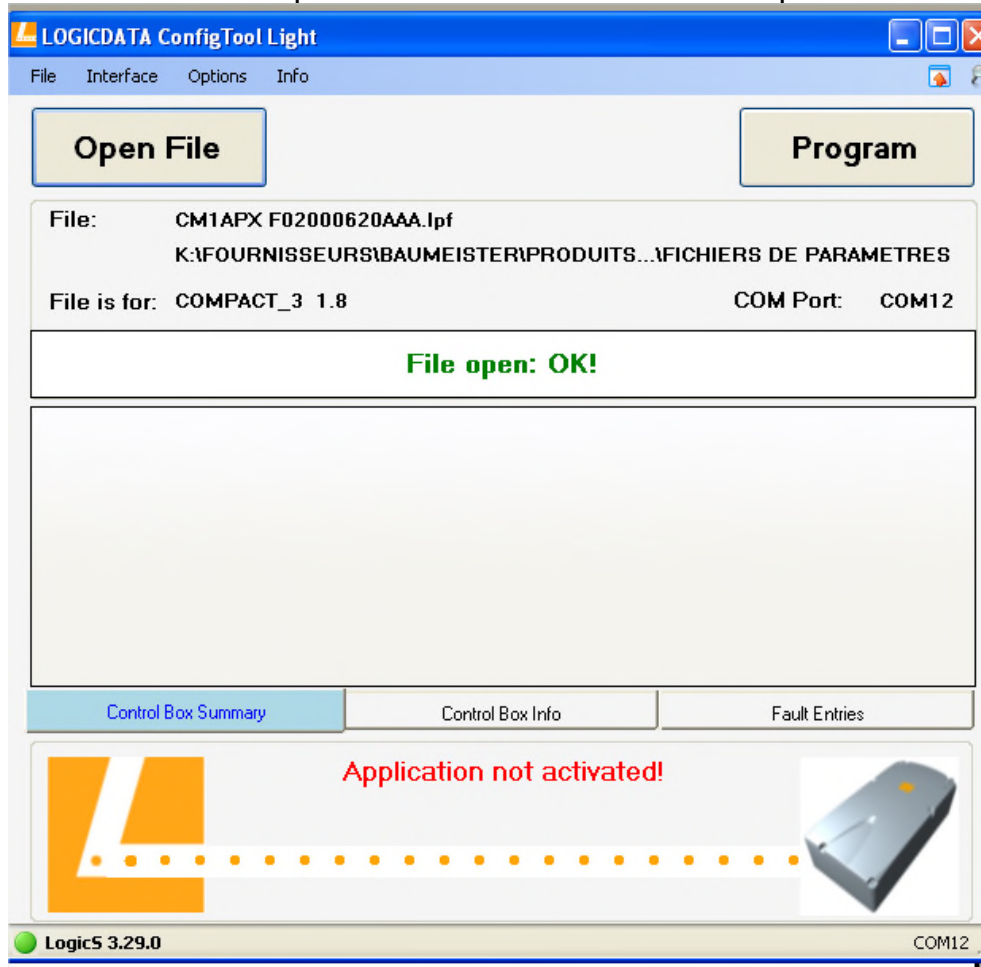 LOGICDATA ConfigTool Light
File Interface Options Info
Open File
Program
File: CM1APX F02000620AAA.lpf
K:\FOURNISSEURS\BAUMEISTER\PRODUITS...\FICHIERS DE PARAMETRES
File is for: COMPACT_3 1.8 COM Port: COM12
File open: OK!
Control Box Summary Control Box Info Fault Entries
Application not activated!
LogicS 3.29.0 COM12